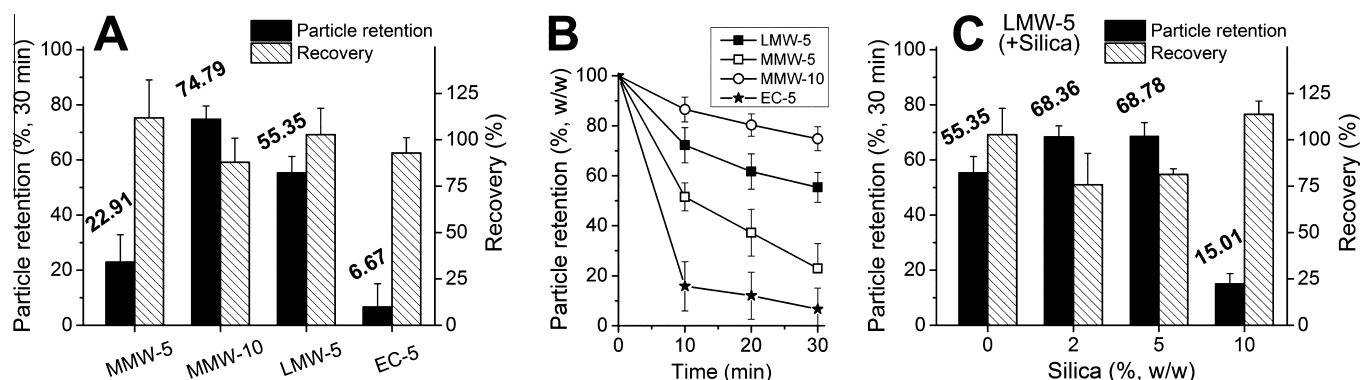 A
Particle retention
Recovery
Particle retention (%, 30 min)
100
80
60
40
20
0
22.91
74.79
55.35
6.67
125
100
75
50
25
0
Recovery (%)
MMW-5
MMW-10
LMW-5
EC-5
B
LMW-5
MMW-5
MMW-10
EC-5
Particle retention (%, w/w)
100
80
60
40
20
0
0
10
20
30
Time (min)
C
LMW-5
(+Silica)
Particle retention
Recovery
Particle retention (%, 30 min)
100
80
60
40
20
0
55.35
68.36
68.78
15.01
125
100
75
50
25
0
Recovery (%)
0
2
5
10
Silica (%, w/w)